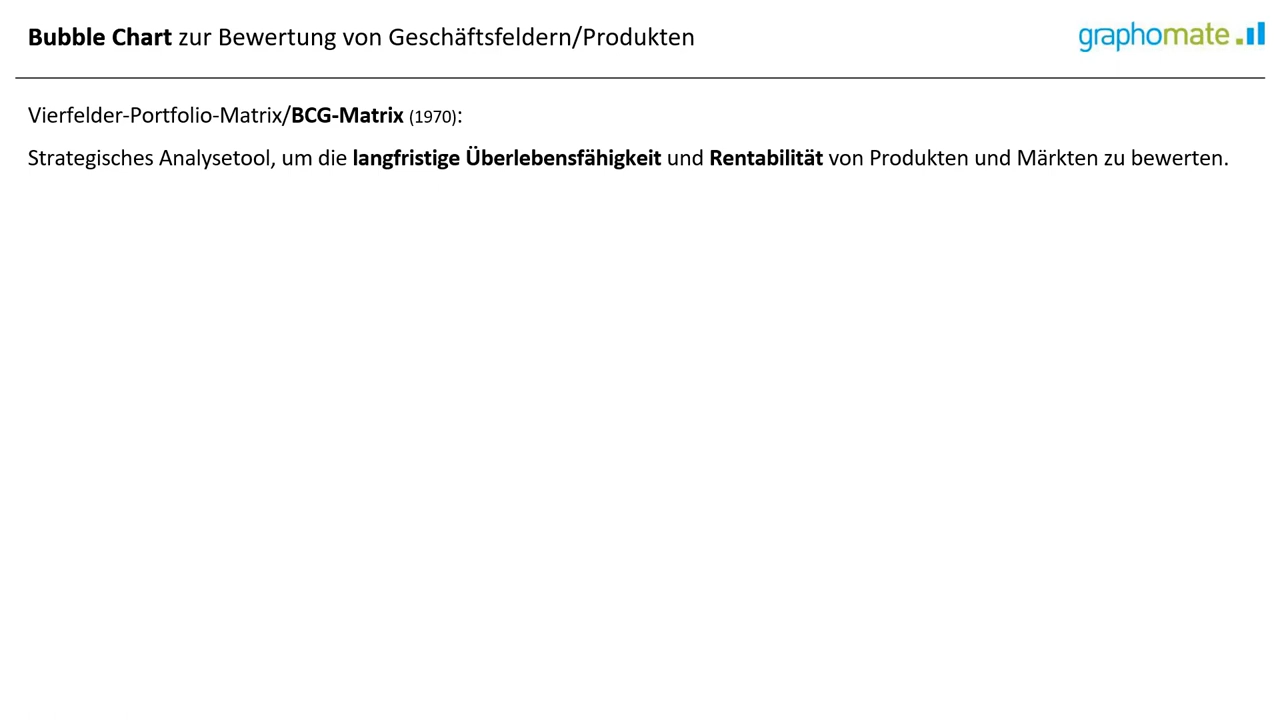 Bubble Chart zur Bewertung von Geschäftsfeldern/Produkten
graphomate
Vierfelder-Portfolio-Matrix/BCG-Matrix (1970):
Strategisches Analysetool, um die langfristige Überlebensfähigkeit und Rentabilität von Produkten und Märkten zu bewerten.